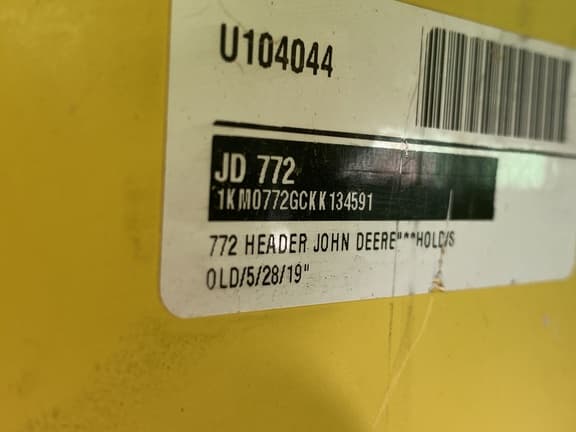 U104044
JD 772
1KM0772GCKK134591
772 HEADER JOHN DEERE"**HOLD/S
OLD/5/28/19"